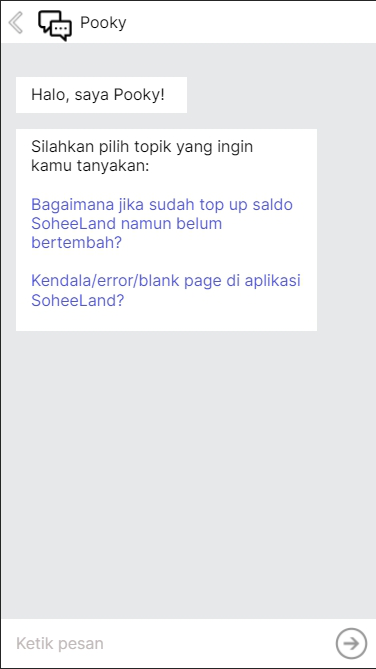 Pooky
Halo, saya Pooky!
Silahkan pilih topik yang ingin
kamu tanyakan:
Bagaimana jika sudah top up saldo
SoheeLand namun belum
bertembah?
Kendala/error/blank page di aplikasi
SoheeLand?
Ketik pesan